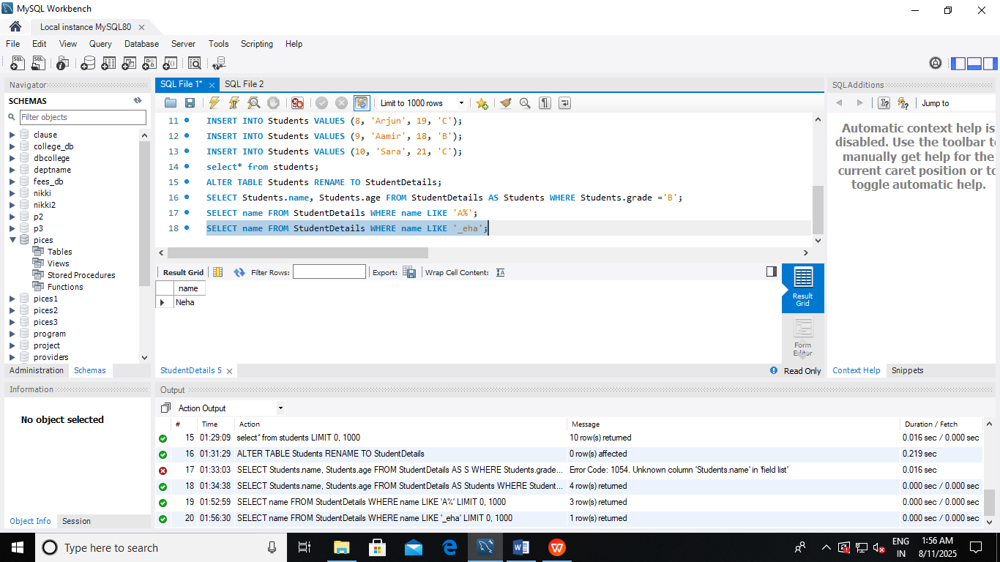 MySQL Workbench
Local instance MySQL80
File Edit View Query Database Server Tools Scripting Help
Navigator
SCHEMAS
Filter objects
clause
college_db
dbcollege
deptname
fees_db
nikki
nikki2
p2
p3
pices
Tables
Views
Stored Procedures
Functions
pices1
pices2
pices3
program
project
providers
Administration Schemas
Information
No object selected
Object Info Session
SQL File 1* SQL File 2
Limit to 1000 rows
11 INSERT INTO Students VALUES (8, 'Arjun', 19, 'C');
12 INSERT INTO Students VALUES (9, 'Aamir', 18, 'B');
13 INSERT INTO Students VALUES (10, 'Sara', 21, 'C');
14 select* from students;
15 ALTER TABLE Students RENAME TO StudentDetails;
16 SELECT Students.name, Students.age FROM StudentDetails AS Students WHERE Students.grade ='B';
17 SELECT name FROM StudentDetails WHERE name LIKE 'A%';
18 SELECT name FROM StudentDetails WHERE name LIKE '_eha';
Result Grid Filter Rows: Export: Wrap Cell Content:
name
Neha
Result
Grid
Form
Editor
StudentDetails 5 Read Only
SQLAdditions
Jump to
Automatic context help is
disabled. Use the toolbar to
manually get help for the
current caret position or to
toggle automatic help.
Context Help Snippets
Output
Action Output
# Time Action Message Duration / Fetch
15 01:29:09 select* from students LIMIT 0, 1000 10 row(s) returned 0.016 sec / 0.000 sec
16 01:31:29 ALTER TABLE Students RENAME TO StudentDetails 0 row(s) affected 0.219 sec
17 01:33:03 SELECT Students.name, Students.age FROM StudentDetails AS S WHERE Students.grade... Error Code: 1054. Unknown column 'Students.name' in 'field list' 0.016 sec
18 01:34:38 SELECT Students.name, Students.age FROM StudentDetails AS Students WHERE Student... 4 row(s) returned 0.000 sec / 0.000 sec
19 01:52:59 SELECT name FROM StudentDetails WHERE name LIKE 'A%' LIMIT 0, 1000 3 row(s) returned 0.000 sec / 0.000 sec
20 01:56:30 SELECT name FROM StudentDetails WHERE name LIKE '_eha' LIMIT 0, 1000 1 row(s) returned 0.000 sec / 0.000 sec
Type here to search
ENG
IN
1:56 AM
8/11/2025